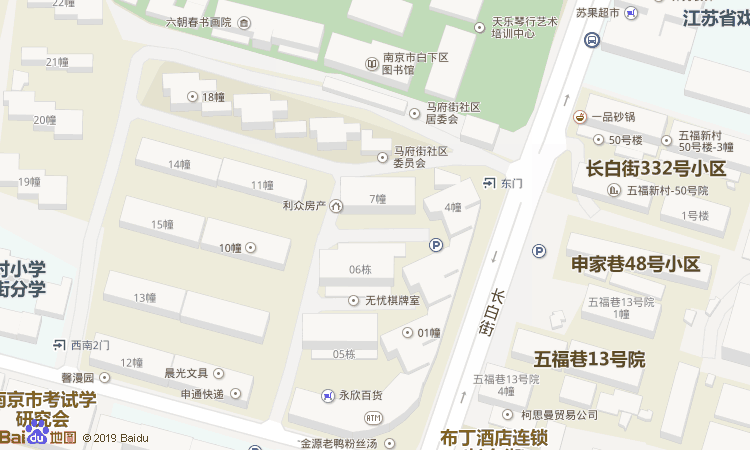 22幢
六朝春书画院
苏果超市
江苏省戏
天乐琴行艺术
培训中心
21幢
南京市白下区
图书馆
18幢
马府街社区
居委会
20幢
一品砂锅
50号楼
五福新村
50号楼-3幢
马府街社区
委员会
14幢
11幢
长白街332号小区
19幢
东门
五福新村-50号院
利众房产
7幢
4幢
1号楼
15幢
10幢
申家巷48号小区
村小学
街分学
06栋
13幢
无忧棋牌室
长白街
五福巷13号院
1幢
01幢
西南2门
05栋
五福巷13号院
12幢
晨光文具
馨漫园
申通快递
永欣百货
五福巷13号院
4幢
南京市考试学
研究会
ATM
柯思曼贸易公司
Bai du 地图 © 2019 Baidu
金源老鸭粉丝汤
布丁酒店连锁